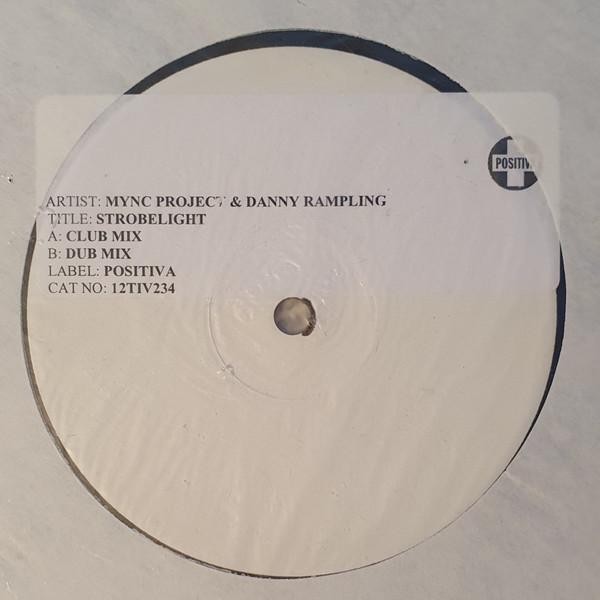 POSITIVA
ARTIST: MYNC PROJECT & DANNY RAMPLING
TITLE: STROBELIGHT
A: CLUB MIX
B: DUB MIX
LABEL: POSITIVA
CAT NO: 12TIV234